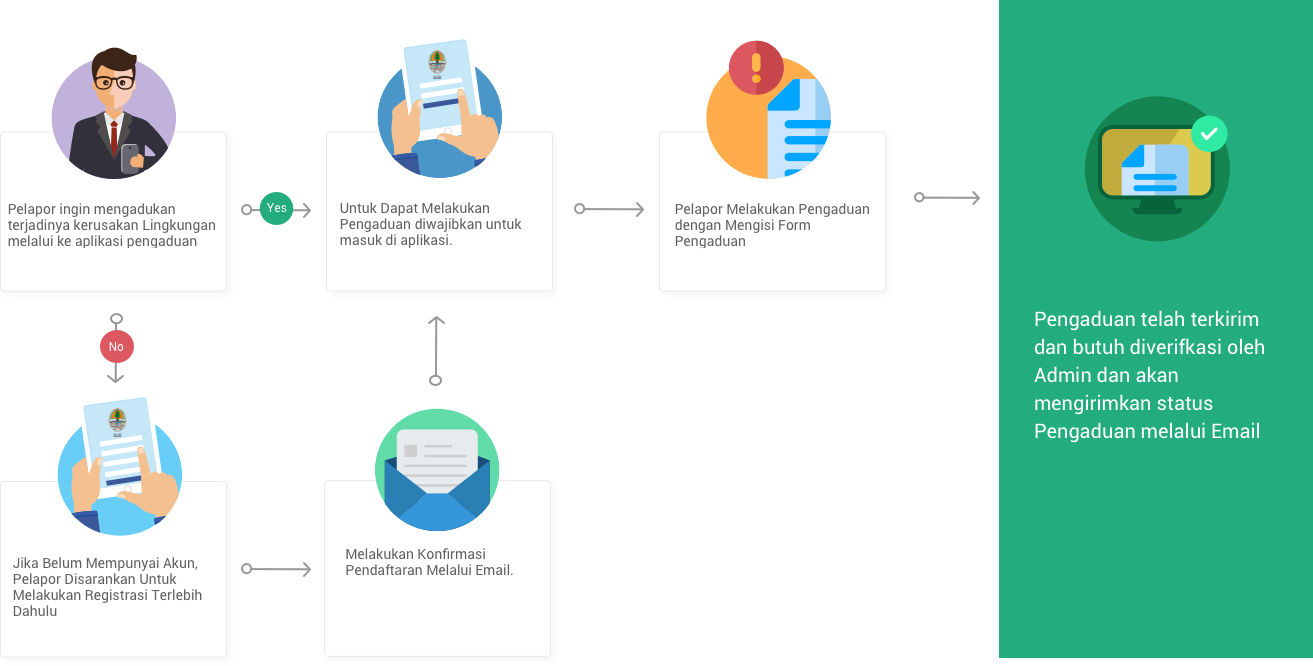 Pelapor ingin mengadukan
terjadinya kerusakan Lingkungan
melalui ke aplikasi pengaduan
Yes
Untuk Dapat Melakukan
Pengaduan diwajibkan untuk
masuk di aplikasi.
Pelapor Melakukan Pengaduan
dengan Mengisi Form
Pengaduan
No
Jika Belum Mempunyai Akun,
Pelapor Disarankan Untuk
Melakukan Registrasi Terlebih
Dahulu
Melakukan Konfirmasi
Pendaftaran Melalui Email.
Pengaduan telah terkirim
dan butuh diverifkasi oleh
Admin dan akan
mengirimkan status
Pengaduan melalui Email